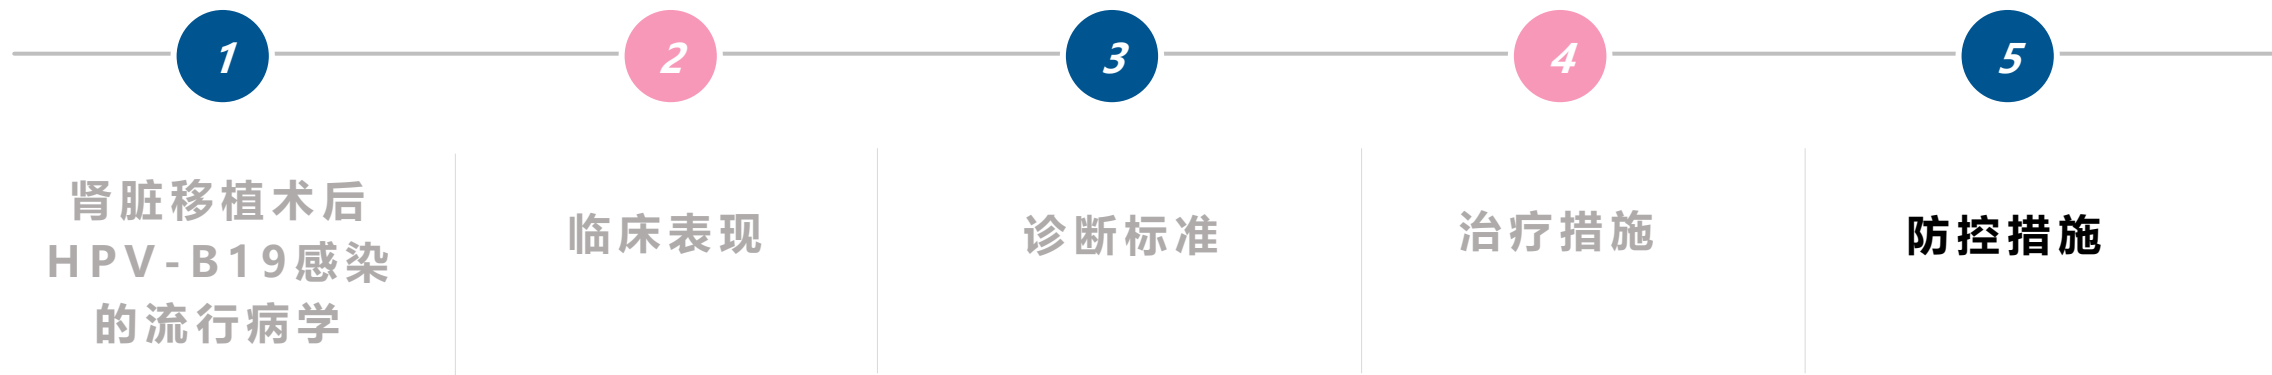 1
2
3
4
5
肾脏移植术后
HPV-B19感染
的流行病学
临床表现
诊断标准
治疗措施
防控措施